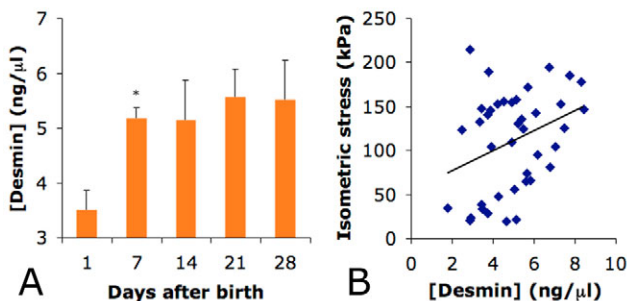 [Desmin] (ng/µl)
7
6
5
4
3
*
1 7 14 21 28
Days after birth
A
Isometric stress (kPa)
250
200
150
100
50
0
0 2 4 6 8 10
[Desmin] (ng/µl)
B